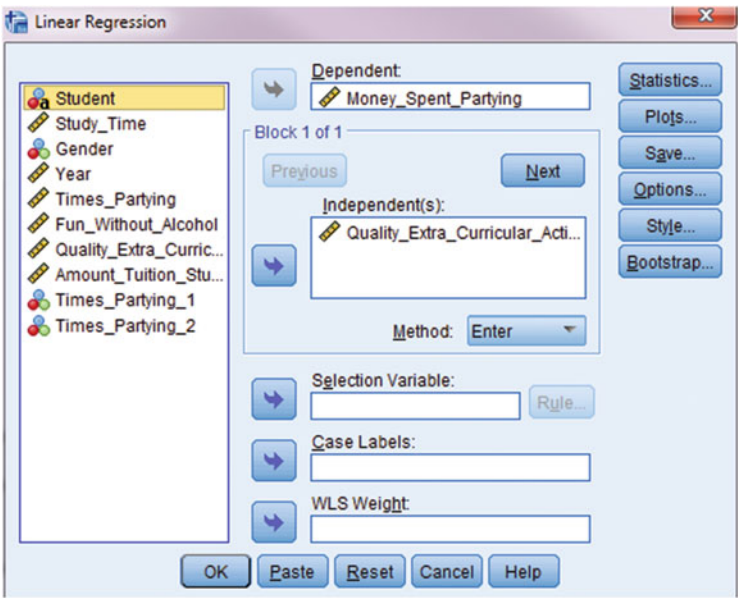 Linear Regression
Student
Study_Time
Gender
Year
Times_Partying
Fun_Without_Alcohol
Quality_Extra_Curric...
Amount_Tuition_Stu...
Times_Partying_1
Times_Partying_2
Dependent:
Money_Spent_Partying
Block 1 of 1
Previous
Next
Independent(s):
Quality_Extra_Curricular_Acti...
Method:
Enter
Selection Variable:
Rule...
Case Labels:
WLS Weight:
Statistics...
Plots...
Save...
Options...
Style...
Bootstrap...
OK
Paste
Reset
Cancel
Help